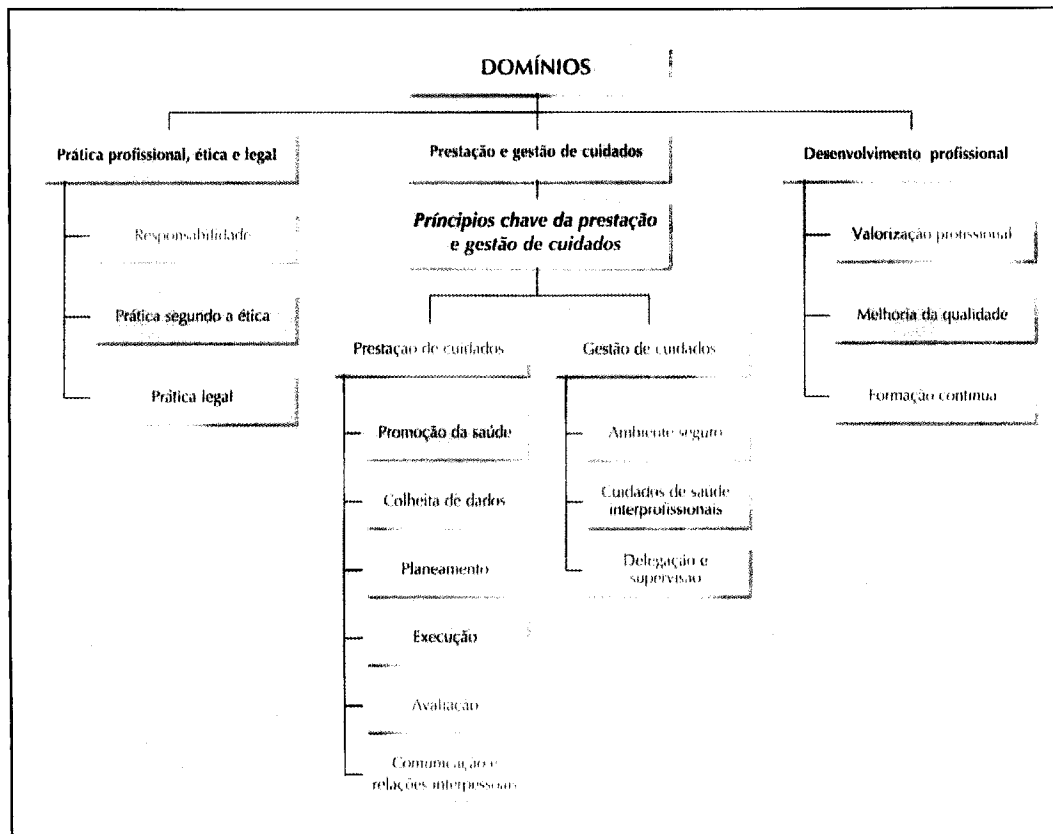 DOMÍNIOS
Prática profissional, ética e legal
Responsabilidade
Prática segundo a ética
Prática legal
Prestação e gestão de cuidados
Príncipios chave da prestação
e gestão de cuidados
Prestação de cuidados
Promoção da saúde
Colheita de dados
Planeamento
Execução
Avaliação
Comunicação e
relações interpessoais
Gestão de cuidados
Ambiente seguro
Cuidados de saúde
interprofissionais
Delegação e
supervisão
Desenvolvimento profissional
Valorização profissional
Melhoria da qualidade
Formação contínua